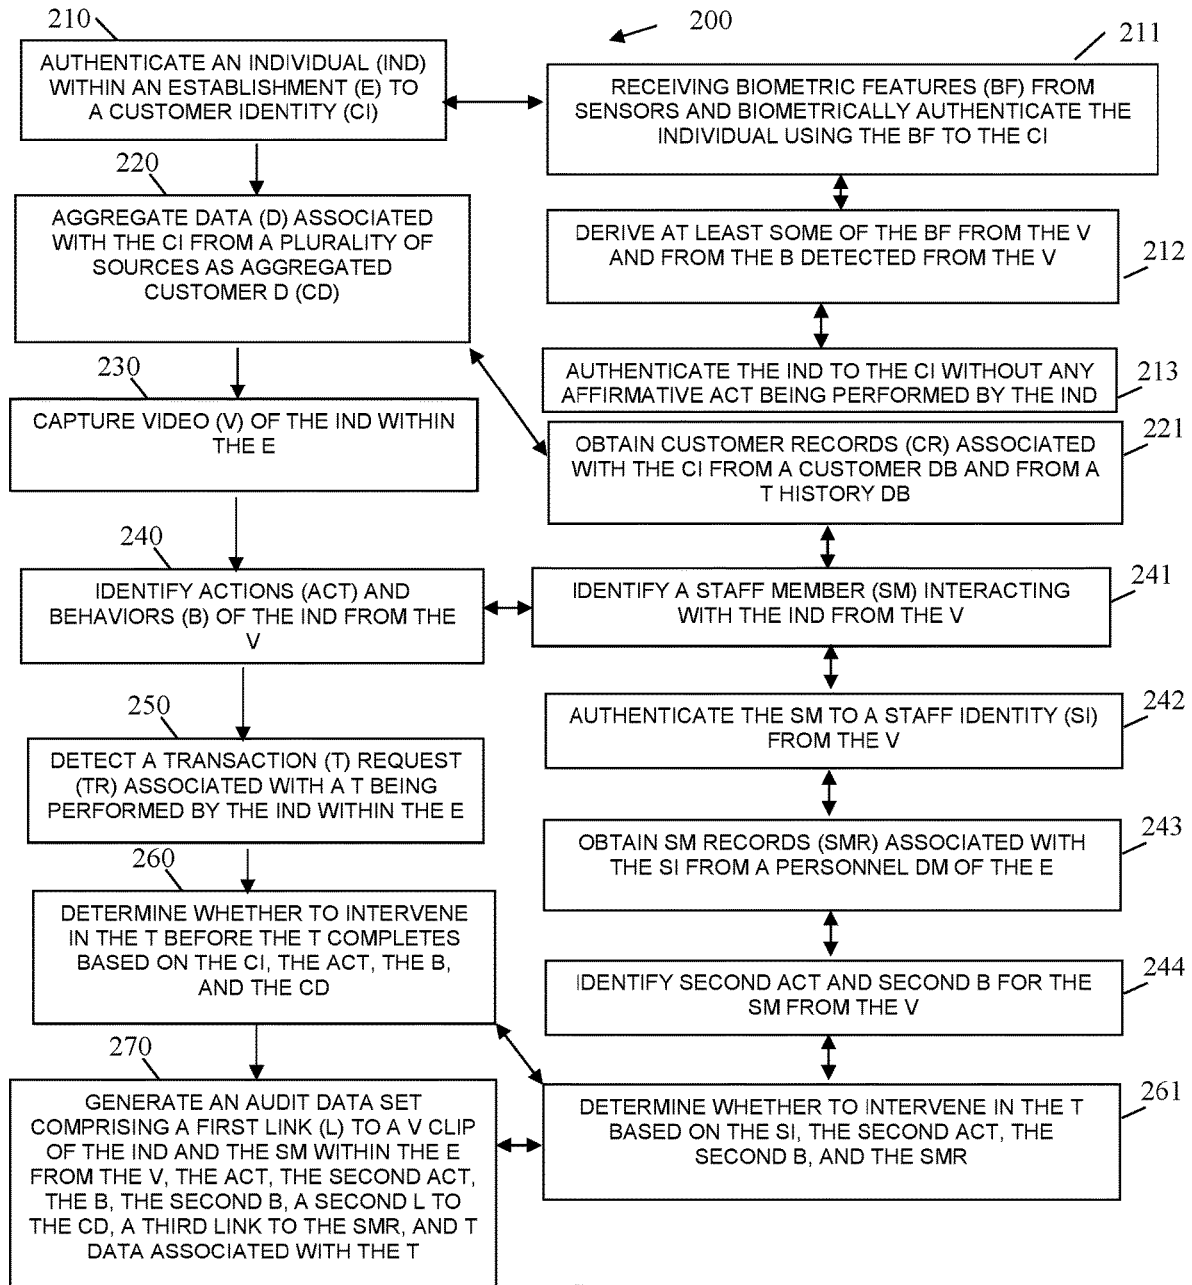 210
200
211
AUTHENTICATE AN INDIVIDUAL (IND)
WITHIN AN ESTABLISHMENT (E) TO
A CUSTOMER IDENTITY (CI)
RECEIVING BIOMETRIC FEATURES (BF) FROM
SENSORS AND BIOMETRICALLY AUTHENTICATE THE
INDIVIDUAL USING THE BF TO THE CI
220
AGGREGATE DATA (D) ASSOCIATED
WITH THE CI FROM A PLURALITY OF
SOURCES AS AGGREGATED
CUSTOMER D (CD)
DERIVE AT LEAST SOME OF THE BF FROM THE V
AND FROM THE B DETECTED FROM THE V
212
230
CAPTURE VIDEO (V) OF THE IND WITHIN
THE E
AUTHENTICATE THE IND TO THE CI WITHOUT ANY
AFFIRMATIVE ACT BEING PERFORMED BY THE IND
213
221
OBTAIN CUSTOMER RECORDS (CR) ASSOCIATED
WITH THE CI FROM A CUSTOMER DB AND FROM A
T HISTORY DB
240
IDENTIFY ACTIONS (ACT) AND
BEHAVIORS (B) OF THE IND FROM THE
V
241
IDENTIFY A STAFF MEMBER (SM) INTERACTING
WITH THE IND FROM THE V
250
DETECT A TRANSACTION (T) REQUEST
(TR) ASSOCIATED WITH A T BEING
PERFORMED BY THE IND WITHIN THE E
242
AUTHENTICATE THE SM TO A STAFF IDENTITY (SI)
FROM THE V
243
OBTAIN SM RECORDS (SMR) ASSOCIATED WITH
THE SI FROM A PERSONNEL DM OF THE E
260
DETERMINE WHETHER TO INTERVENE
IN THE T BEFORE THE T COMPLETES
BASED ON THE CI, THE ACT, THE B,
AND THE CD
244
IDENTIFY SECOND ACT AND SECOND B FOR THE
SM FROM THE V
270
GENERATE AN AUDIT DATA SET
COMPRISING A FIRST LINK (L) TO A V CLIP
OF THE IND AND THE SM WITHIN THE E
FROM THE V, THE ACT, THE SECOND ACT,
THE B, THE SECOND B, A SECOND L TO
THE CD, A THIRD LINK TO THE SMR, AND T
DATA ASSOCIATED WITH THE T
261
DETERMINE WHETHER TO INTERVENE IN THE T
BASED ON THE SI, THE SECOND ACT, THE
SECOND B, AND THE SMR